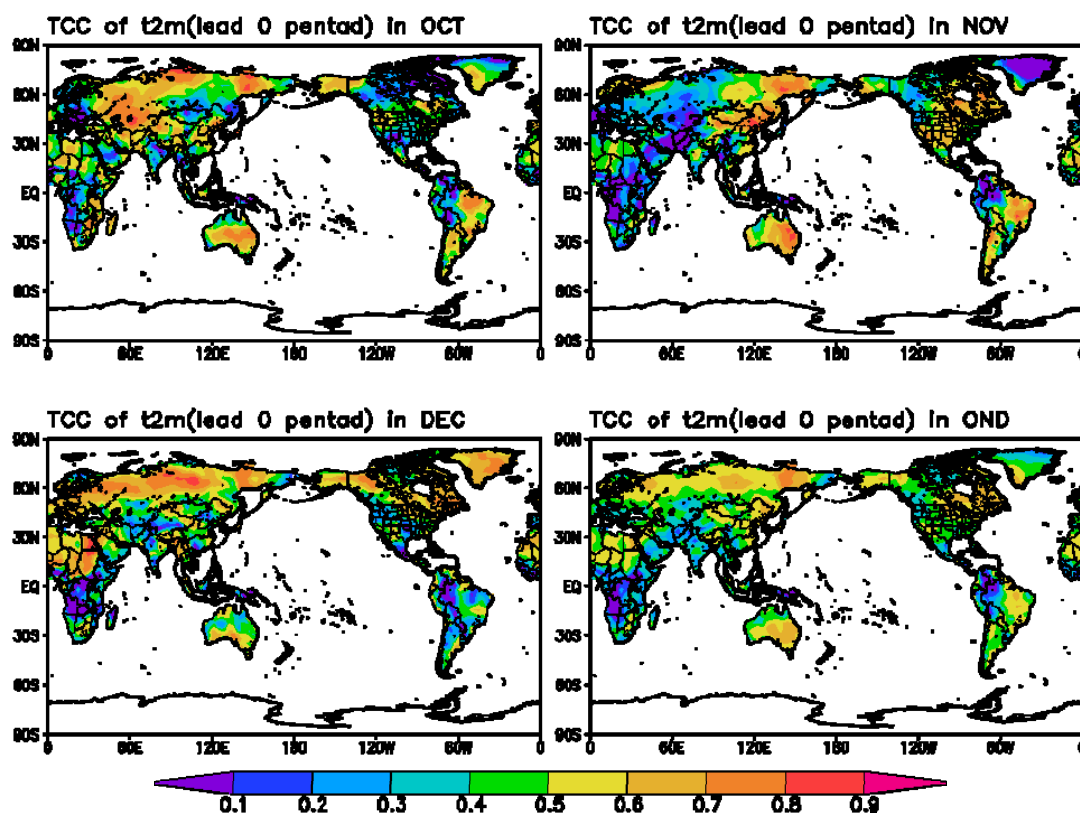 TCC of t2m(lead 0 pentad) in OCT
TCC of t2m(lead 0 pentad) in NOV
90N
60N
30N
EQ
30S
60S
90S
0 60E 120E 180 120W 60W 0
90N
60N
30N
EQ
30S
60S
90S
0 60E 120E 180 120W 60W 0
TCC of t2m(lead 0 pentad) in DEC
TCC of t2m(lead 0 pentad) in OND
90N
60N
30N
EQ
30S
60S
90S
0 60E 120E 180 120W 60W 0
90N
60N
30N
EQ
30S
60S
90S
0 60E 120E 180 120W 60W 0
0.1 0.2 0.3 0.4 0.5 0.6 0.7 0.8 0.9